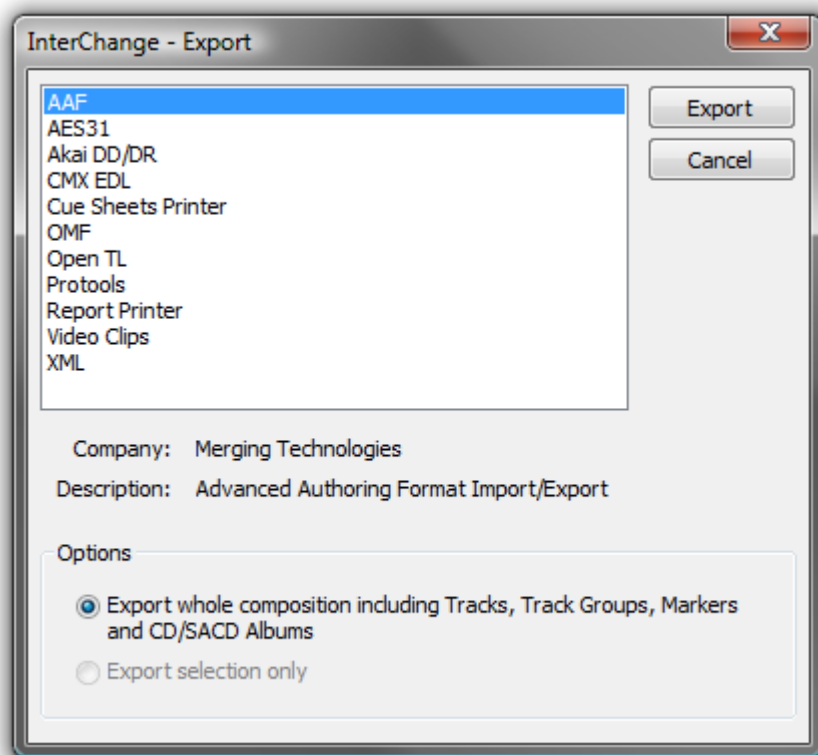 InterChange - Export
AAF
AES31
Akai DD/DR
CMX EDL
Cue Sheets Printer
OMF
Open TL
Protools
Report Printer
Video Clips
XML
Export
Cancel
Company: Merging Technologies
Description: Advanced Authoring Format Import/Export
Options
Export whole composition including Tracks, Track Groups, Markers
and CD/SACD Albums
Export selection only